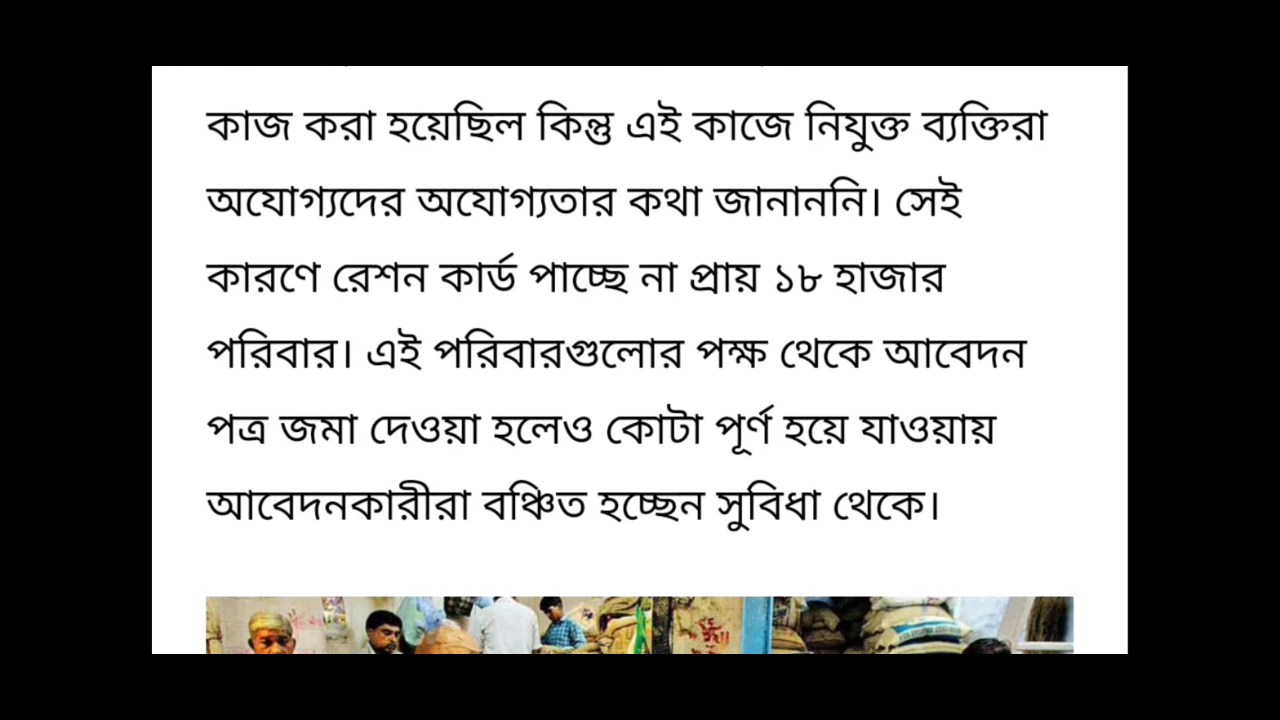 কাজ করা হয়েছিল কিন্তু এই কাজে নিযুক্ত ব্যক্তিরা
অযোগ্যদের অযোগ্যতার কথা জানাননি। সেই
কারণে রেশন কার্ড পাচ্ছে না প্রায় ১৮ হাজার
পরিবার। এই পরিবারগুলোর পক্ষ থেকে আবেদন
পত্র জমা দেওয়া হলেও কোটা পূর্ণ হয়ে যাওয়ায়
আবেদনকারীরা বঞ্চিত হচ্ছেন সুবিধা থেকে।